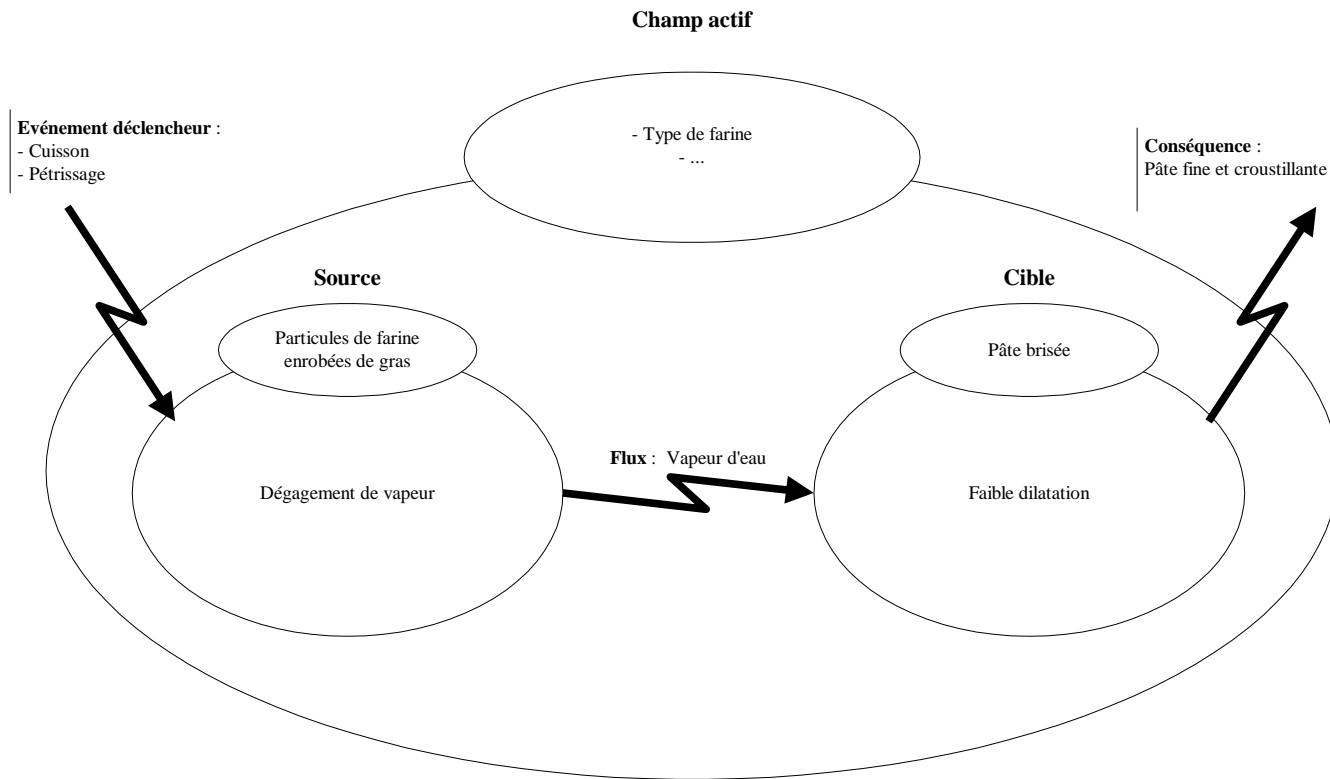 Champ actif
Evénement déclencheur :
- Cuisson
- Pétrissage
- Type de farine
- ...
Conséquence :
Pâte fine et croustillante
Source
Particules de farine
enrobées de gras
Cible
Pâte brisée
Flux : Vapeur d'eau
Dégagement de vapeur
Faible dilatation